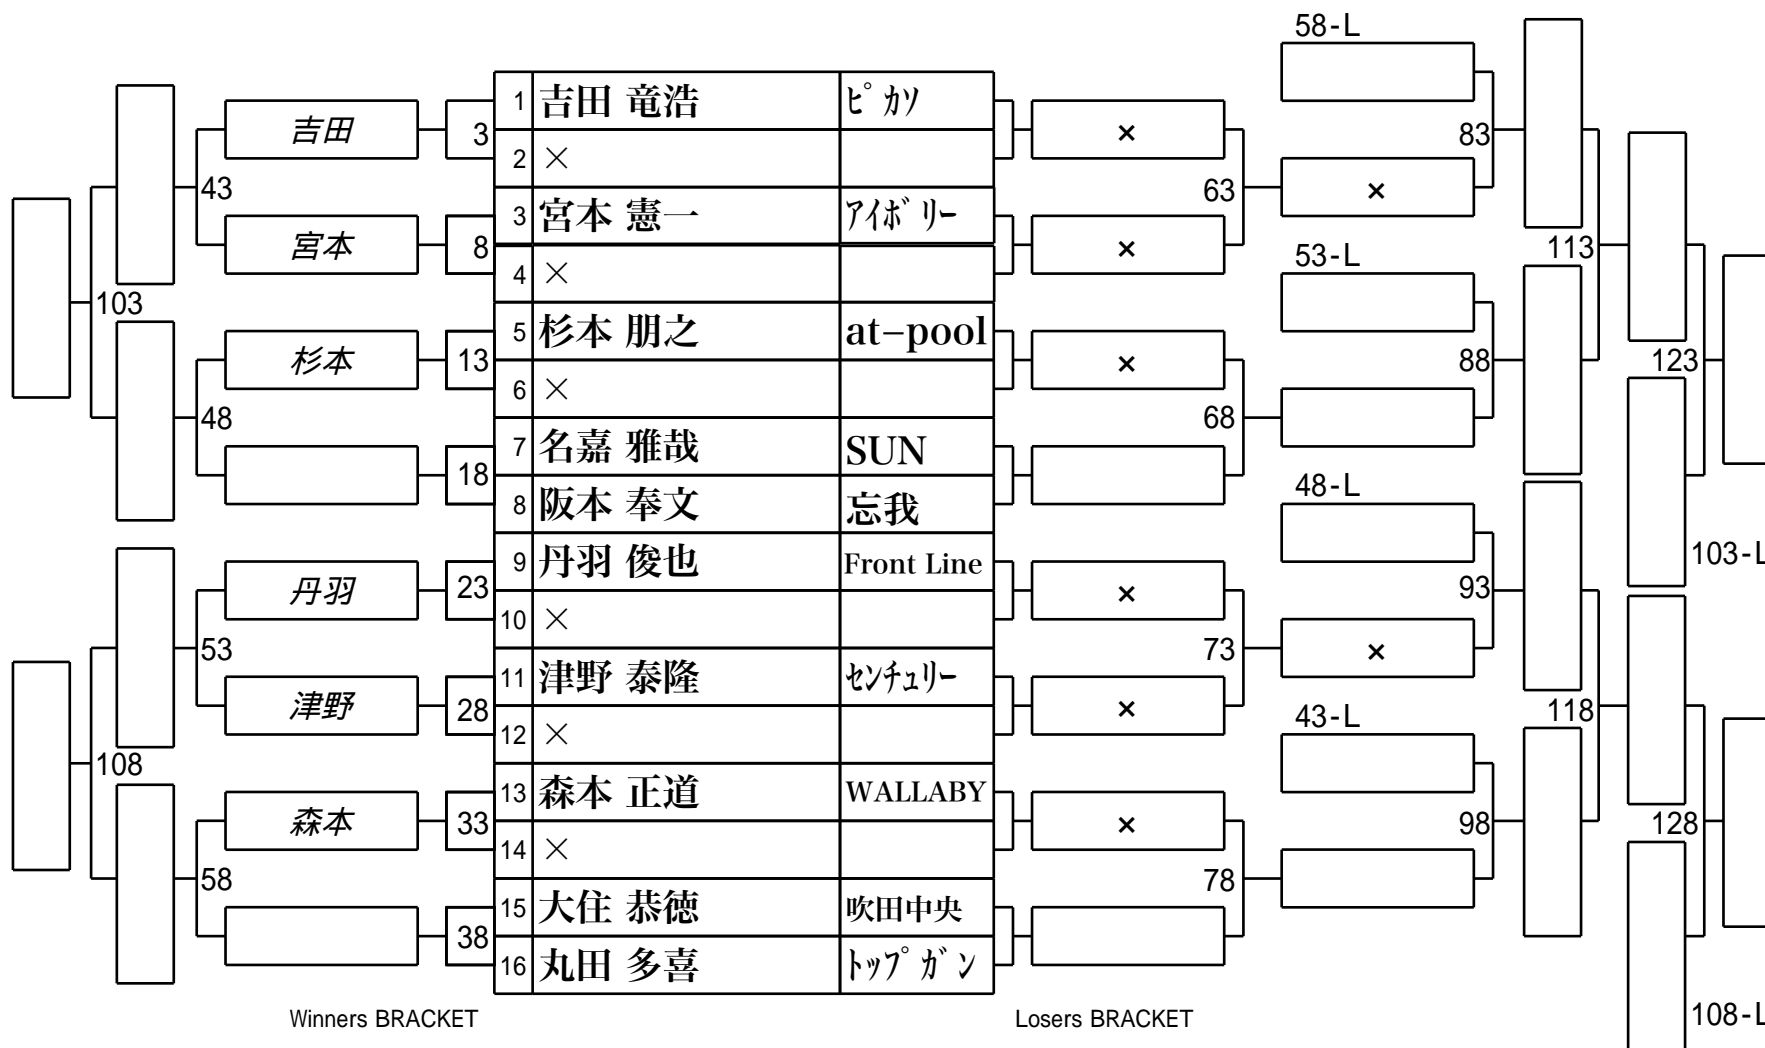 58-L
1 吉田 竜浩 ピカソ
吉田 3 × 83
2 ×
43 63 ×
3 宮本 憲一 アイボリー
宮本 8 × 53-L 113
4 ×
103
5 杉本 朋之 at-pool
杉本 13 × 88 123
6 ×
48 68
7 名嘉 雅哉 SUN
18 48-L
8 阪本 奉文 忘我
9 丹羽 俊也 Front Line 103-L
丹羽 23 × 93
10 ×
53 73 ×
11 津野 泰隆 センチュリー
津野 28 × 43-L 118
12 ×
108
13 森本 正道 WALLABY
森本 33 × 98 128
14 ×
58 78
15 大住 恭徳 吹田中央
38
16 丸田 多喜 トップガン
Winners BRACKET Losers BRACKET 108-L